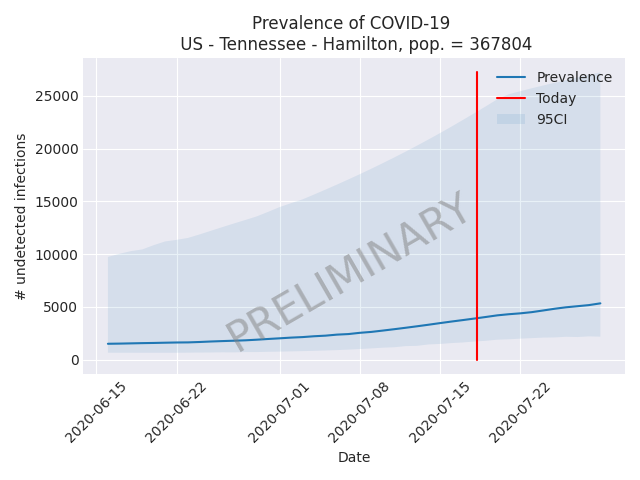 Prevalence of COVID-19
US - Tennessee - Hamilton, pop. = 367804
Prevalence
Today
95CI
# undetected infections
25000
20000
15000
10000
5000
0
PRELIMINARY
2020-06-15
2020-06-22
2020-07-01
2020-07-08
2020-07-15
2020-07-22
Date